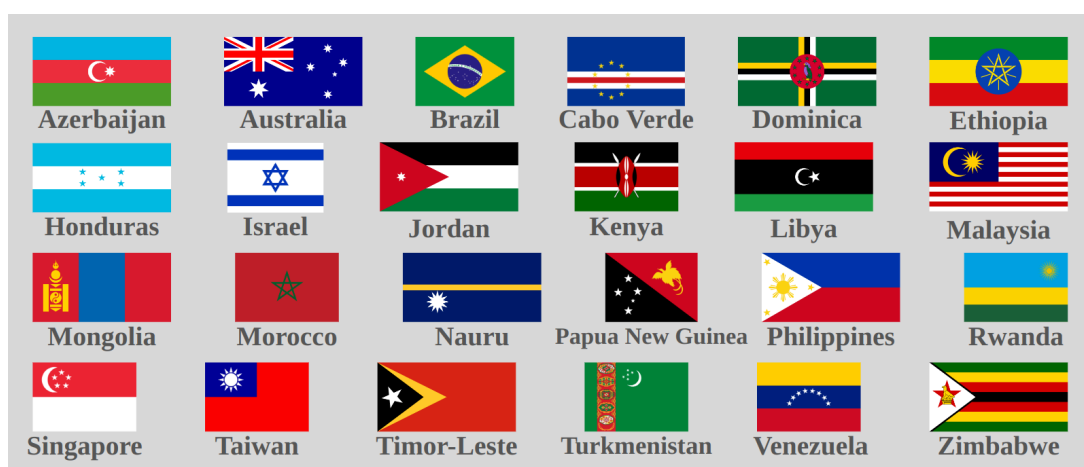 Azerbaijan Australia Brazil Cabo Verde Dominica Ethiopia
Honduras Israel Jordan Kenya Libya Malaysia
Mongolia Morocco Nauru Papua New Guinea Philippines Rwanda
Singapore Taiwan Timor-Leste Turkmenistan Venezuela Zimbabwe